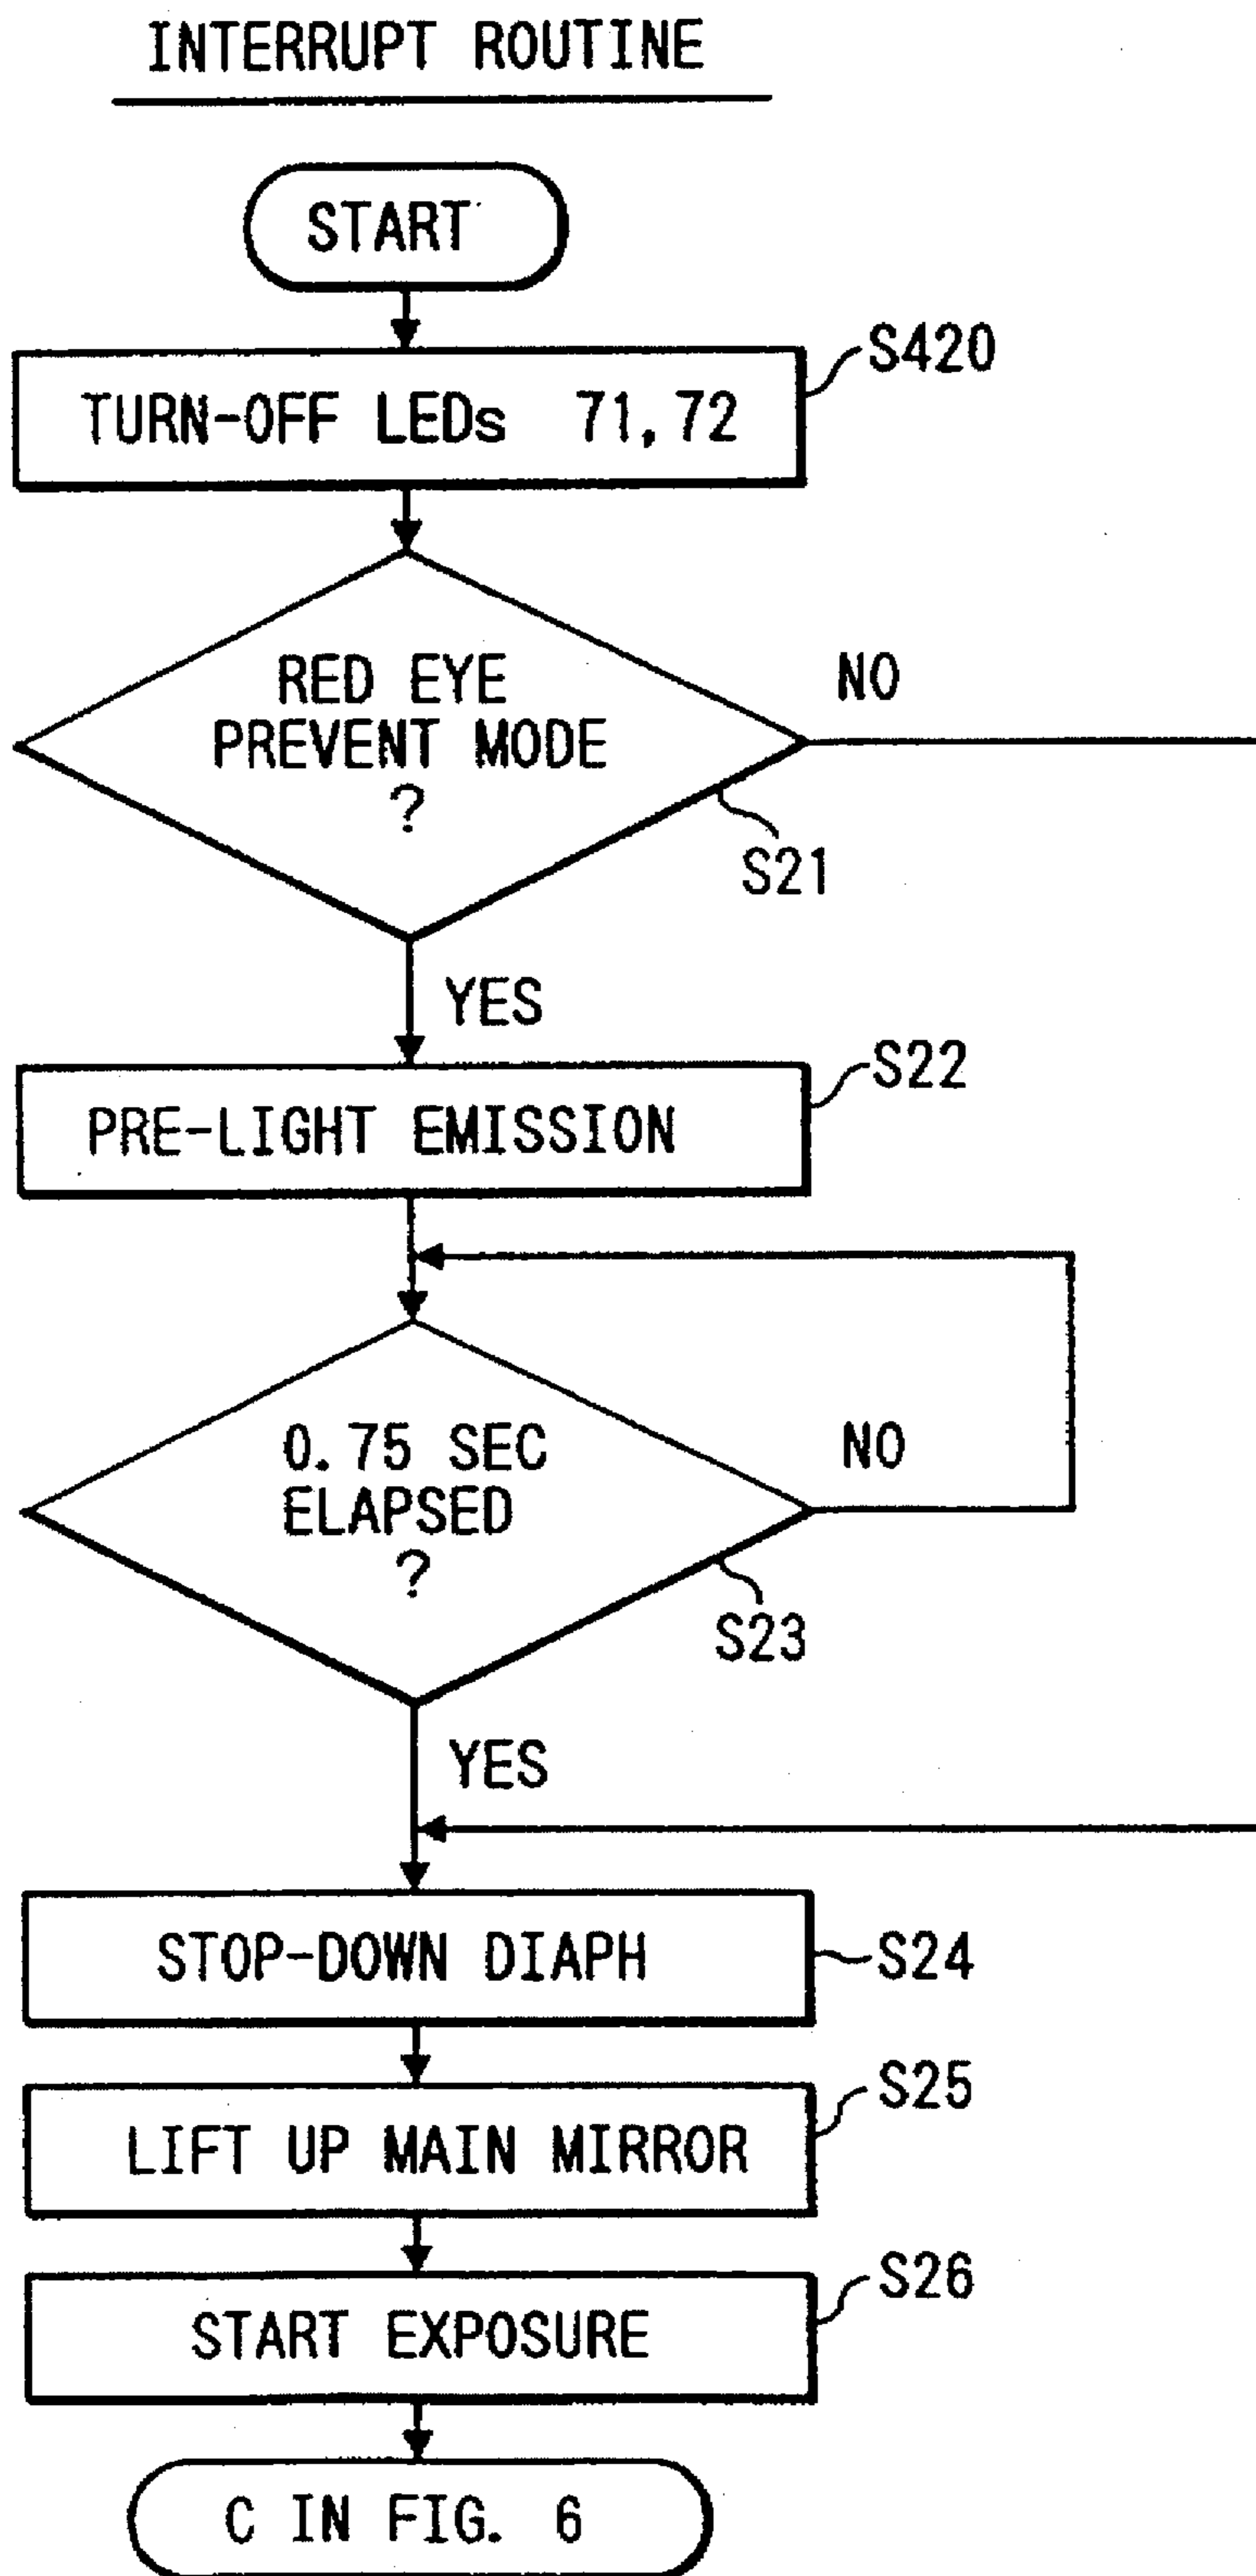 INTERRUPT ROUTINE
START
S420
TURN-OFF LEDs 71, 72
RED EYE
PREVENT MODE
?
NO
S21
YES
S22
PRE-LIGHT EMISSION
0.75 SEC
ELAPSED
?
NO
S23
YES
STOP-DOWN DIAPH
S24
S25
LIFT UP MAIN MIRROR
S26
START EXPOSURE
C IN FIG. 6